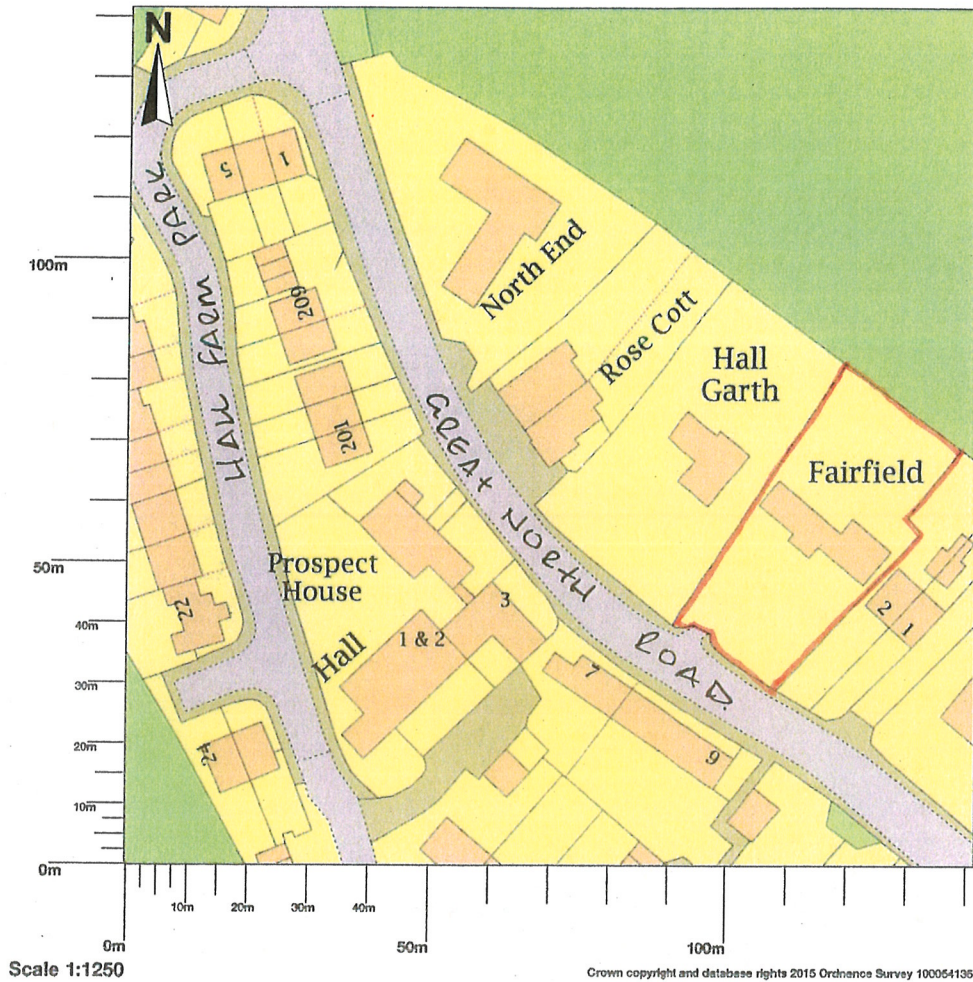 N
HALL FARM PARK
5
1
North End
209
Rose Cott
100m
Hall
Garth
GREAT NORTH ROAD
201
Fairfield
50m
Prospect
House
22
40m
3
2
1
1 & 2
Hall
7
30m
24
20m
9
10m
0m
10m
20m
30m
40m
0m
50m
100m
Scale 1:1250
Crown copyright and database rights 2015 Ordnance Survey 100054135